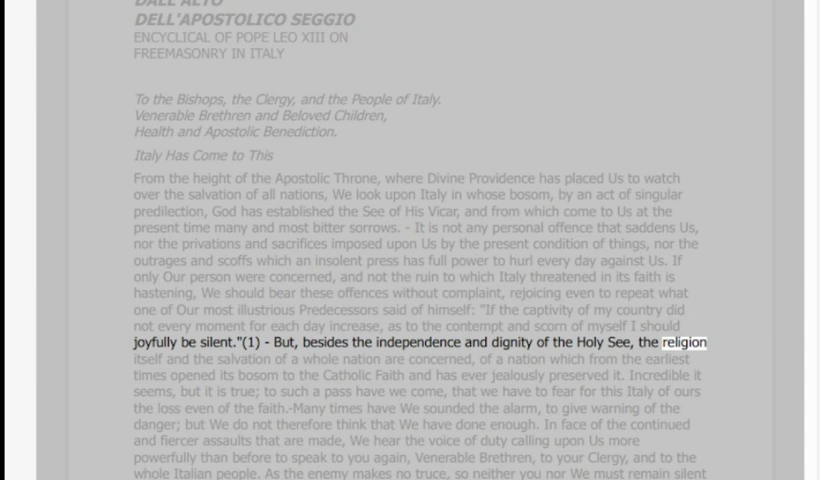 DALL'ALTO
DELL'APOSTOLICO SEGGIO
ENCYCLICAL OF POPE LEO XIII ON
FREEMASONRY IN ITALY
To the Bishops, the Clergy, and the People of Italy.
Venerable Brethren and Beloved Children,
Health and Apostolic Benediction.
Italy Has Come to This
From the height of the Apostolic Throne, where Divine Providence has placed Us to watch
over the salvation of all nations, We look upon Italy in whose bosom, by an act of singular
predilection, God has established the See of His Vicar, and from which come to Us at the
present time many and most bitter sorrows. - It is not any personal offence that saddens Us,
nor the privations and sacrifices imposed upon Us by the present condition of things, nor the
outrages and scoffs which an insolent press has full power to hurl every day against Us. If
only Our person were concerned, and not the ruin to which Italy threatened in its faith is
hastening, We should bear these offences without complaint, rejoicing even to repeat what
one of Our most illustrious Predecessors said of himself: "If the captivity of my country did
not every moment for each day increase, as to the contempt and scorn of myself I should
joyfully be silent."(1) - But, besides the independence and dignity of the Holy See, the religion
itself and the salvation of a whole nation are concerned, of a nation which from the earliest
times opened its bosom to the Catholic Faith and has ever jealously preserved it. Incredible it
seems, but it is true; to such a pass have we come, that we have to fear for this Italy of ours
the loss even of the faith.-Many times have We sounded the alarm, to give warning of the
danger; but We do not therefore think that We have done enough. In face of the continued
and fiercer assaults that are made, We hear the voice of duty calling upon Us more
powerfully than before to speak to you again, Venerable Brethren, to your Clergy, and to the
whole Italian people. As the enemy makes no truce, so neither you nor We must remain silent